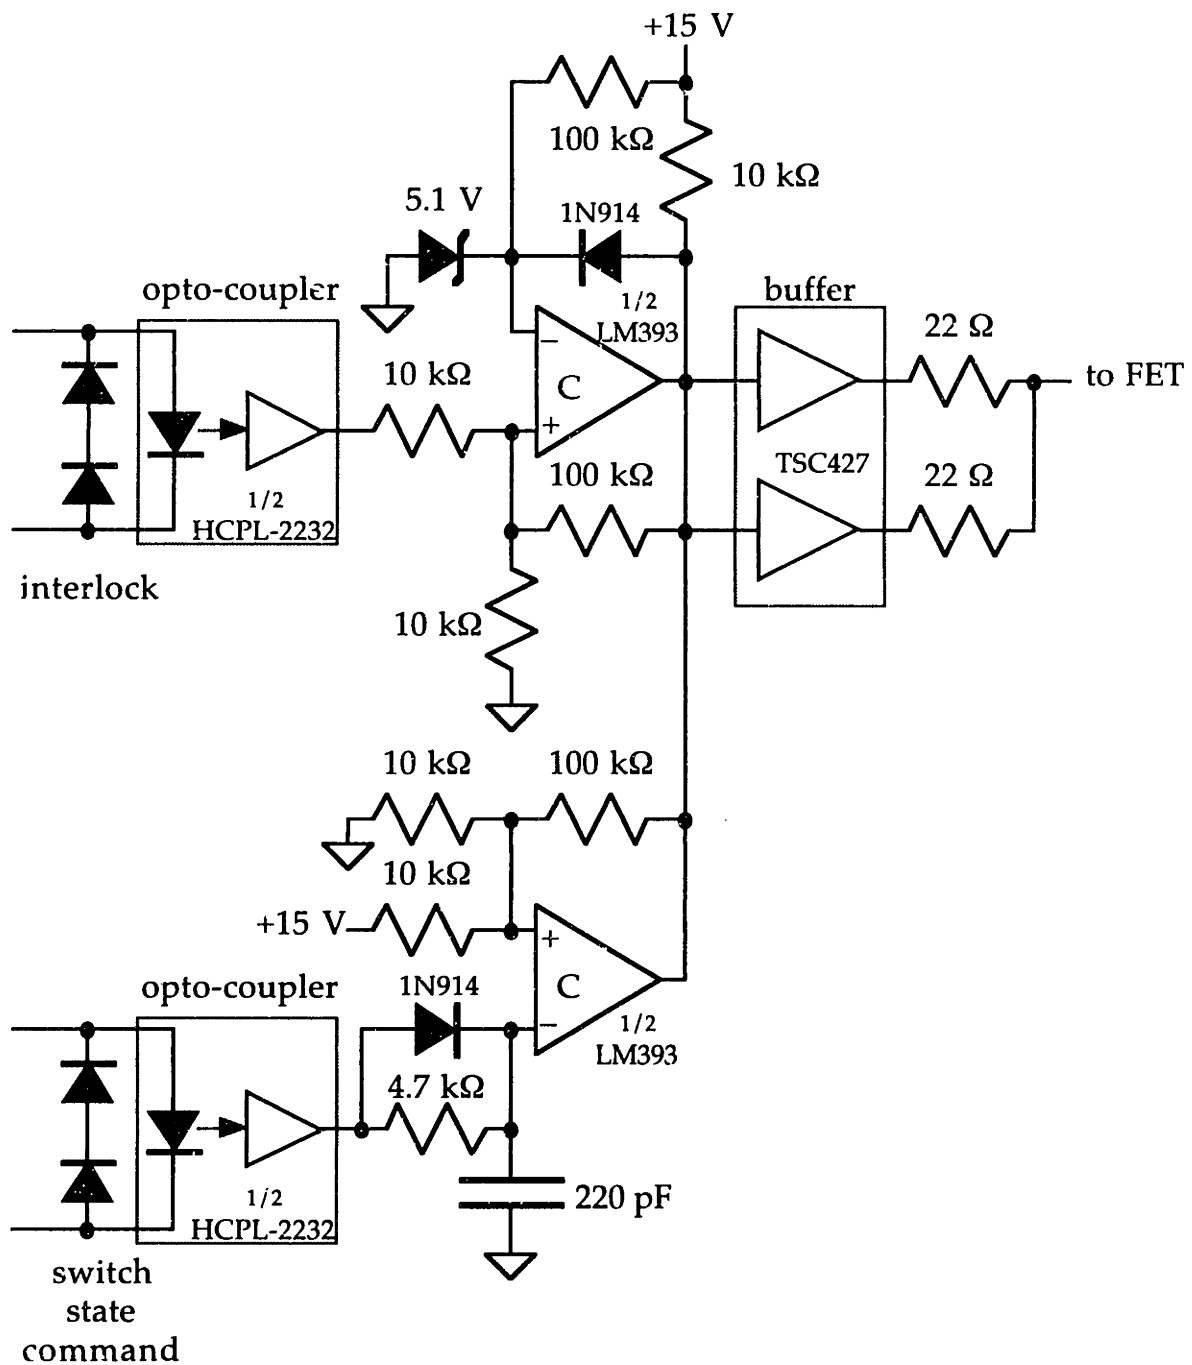 +15 V
100 kΩ
10 kΩ
5.1 V
1N914
opto-coupler
1/2
LM393
buffer
22 Ω
10 kΩ
−
C
+
to FET
TSC427
100 kΩ
22 Ω
1/2
HCPL-2232
interlock
10 kΩ
10 kΩ
100 kΩ
10 kΩ
+15 V
+
opto-coupler
1N914
C
−
1/2
LM393
4.7 kΩ
1/2
HCPL-2232
220 pF
switch
state
command